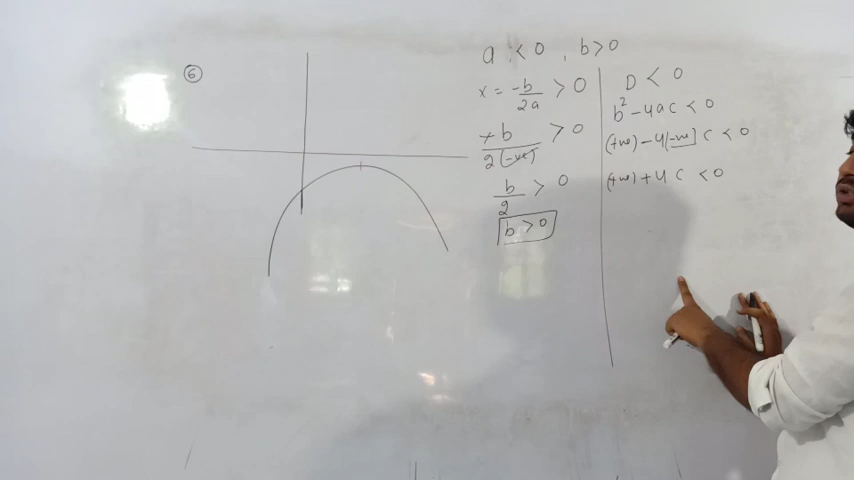 ⑥
a < 0 , b > 0
x = -b/2a > 0
+b/2(-ve) > 0
b/2 > 0
b > 0
D < 0
b² - 4ac < 0
(+ve) - 4(-ve) c < 0
(+ve) + 4 c < 0